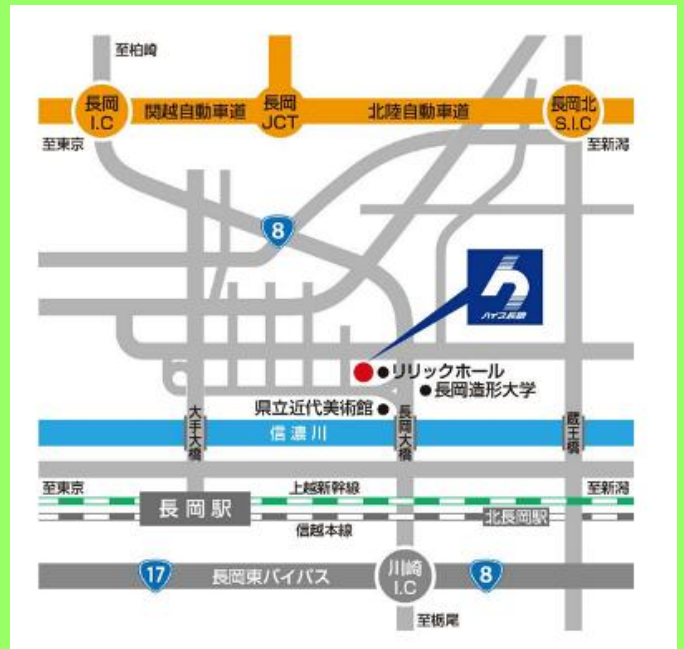 至柏崎
長岡
I.C
関越自動車道
長岡
JCT
北陸自動車道
長岡北
S.I.C
至東京
至新潟
8
ハイブ長岡
リリックホール
長岡造形大学
県立近代美術館
大手大橋
信濃川
長岡大橋
蔵王橋
至東京
上越新幹線
至新潟
長岡駅
北長岡駅
信越本線
17
長岡東バイパス
川崎
I.C
8
至栃尾